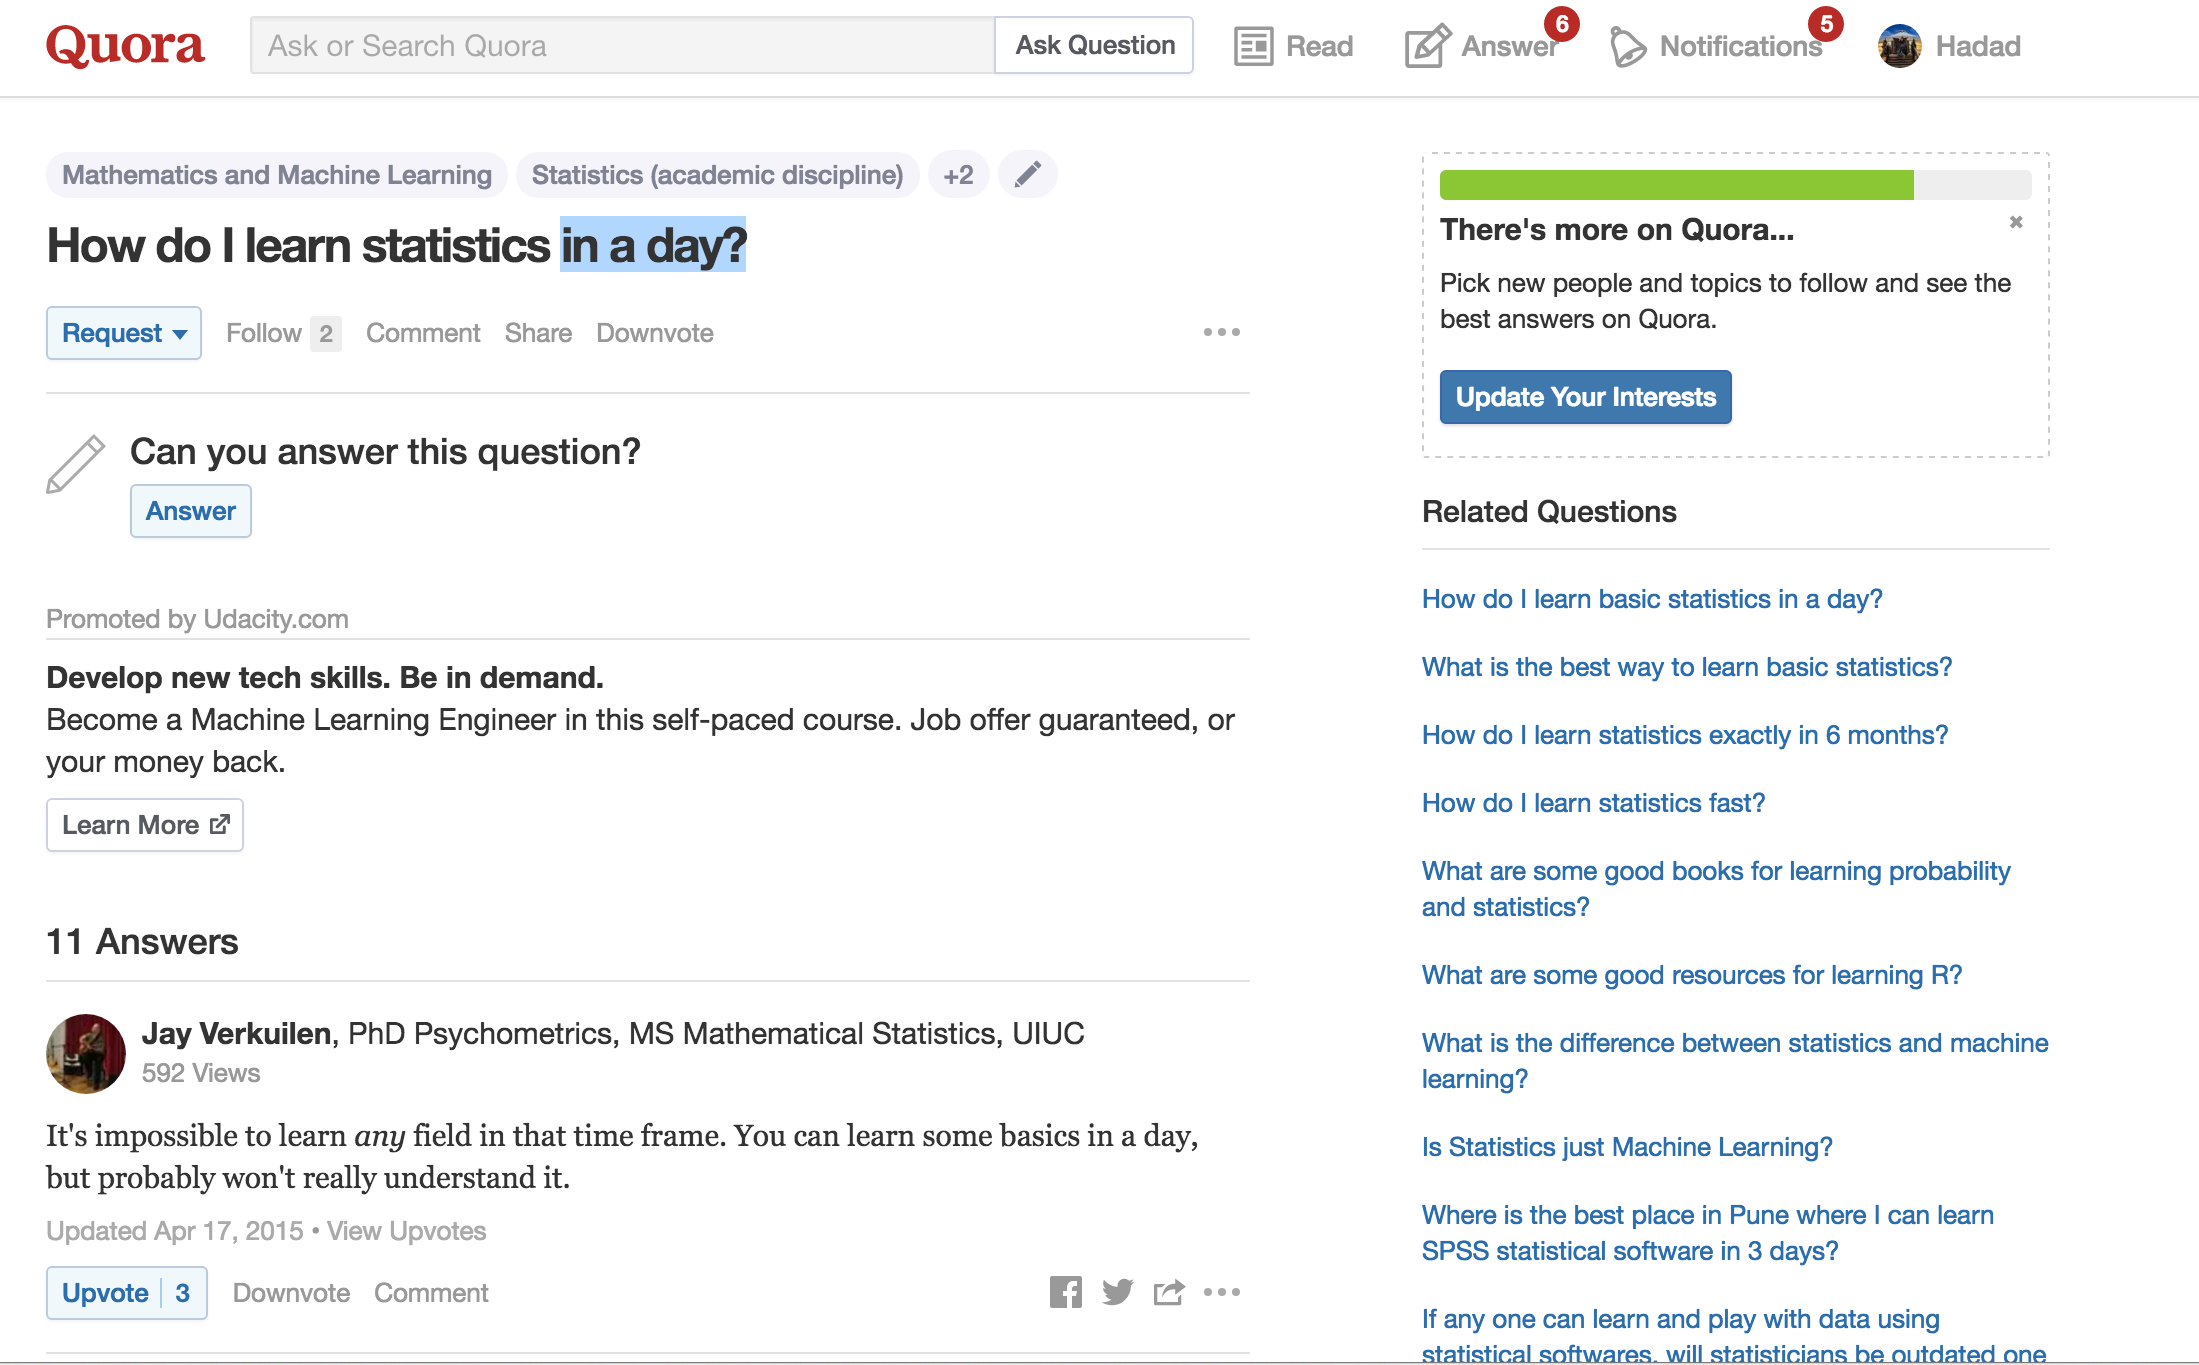 Quora
Ask or Search Quora
Ask Question
Read
Answer
6
Notifications
5
Hadad
Mathematics and Machine Learning
Statistics (academic discipline)
+2
How do I learn statistics in a day?
Request
Follow 2
Comment
Share
Downvote
Can you answer this question?
Answer
Promoted by Udacity.com
Develop new tech skills. Be in demand.
Become a Machine Learning Engineer in this self-paced course. Job offer guaranteed, or
your money back.
Learn More
11 Answers
Jay Verkuilen, PhD Psychometrics, MS Mathematical Statistics, UIUC
592 Views
It's impossible to learn any field in that time frame. You can learn some basics in a day,
but probably won't really understand it.
Updated Apr 17, 2015 • View Upvotes
Upvote 3
Downvote
Comment
There's more on Quora...
Pick new people and topics to follow and see the
best answers on Quora.
Update Your Interests
Related Questions
How do I learn basic statistics in a day?
What is the best way to learn basic statistics?
How do I learn statistics exactly in 6 months?
How do I learn statistics fast?
What are some good books for learning probability
and statistics?
What are some good resources for learning R?
What is the difference between statistics and machine
learning?
Is Statistics just Machine Learning?
Where is the best place in Pune where I can learn
SPSS statistical software in 3 days?
If any one can learn and play with data using
statistical softwares, will statisticians be outdated one